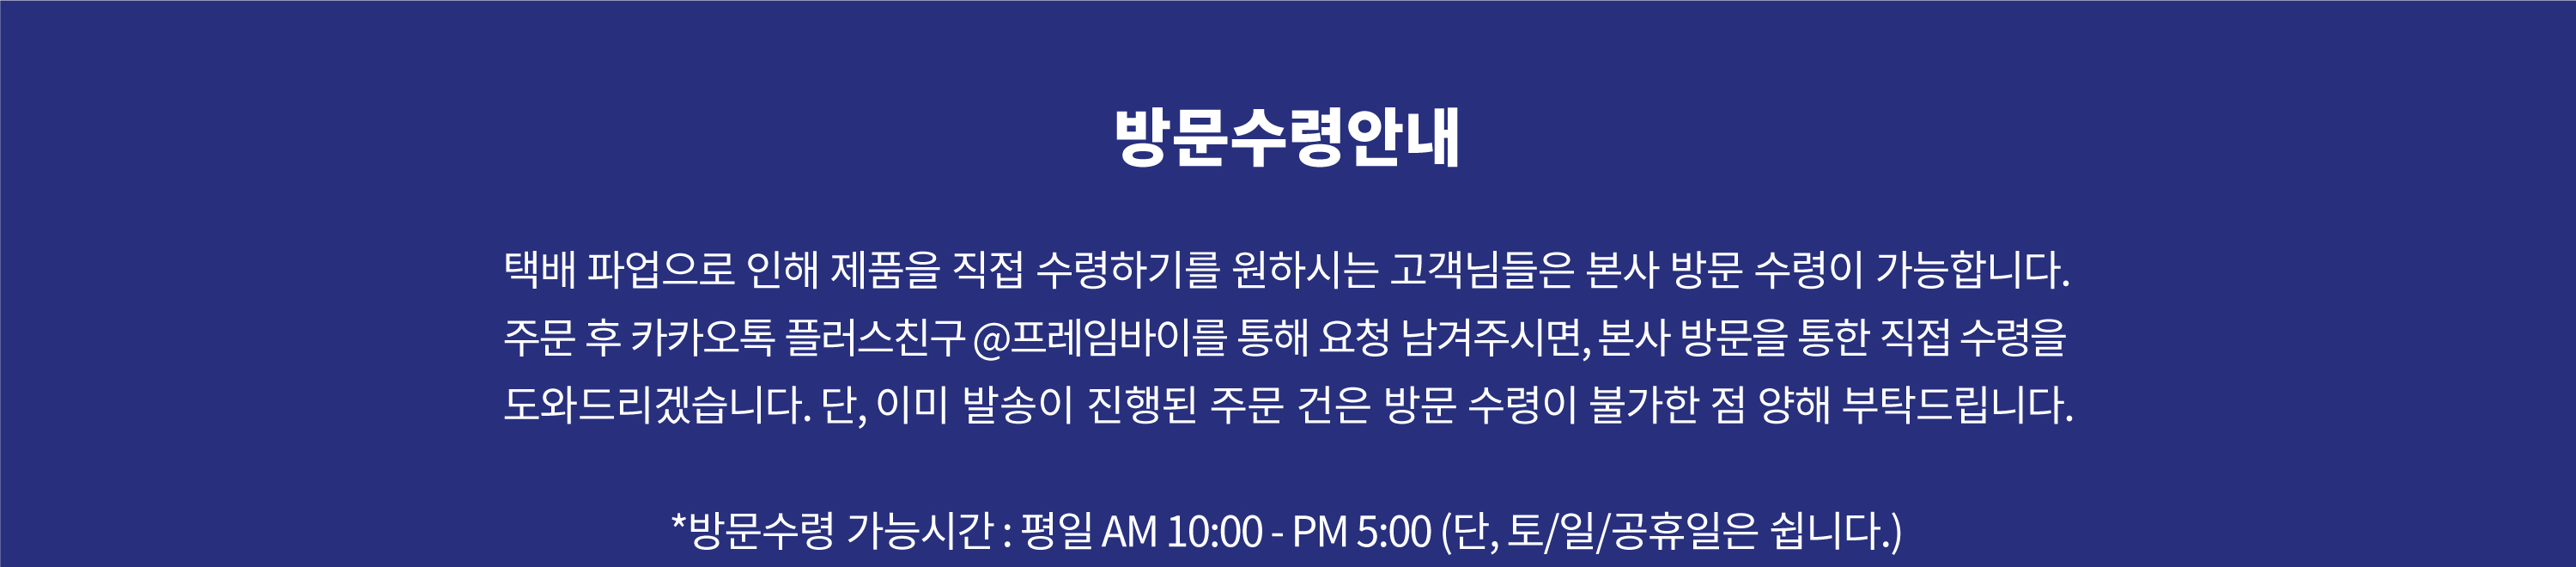 방문수령안내
택배 파업으로 인해 제품을 직접 수령하기를 원하시는 고객님들은 본사 방문 수령이 가능합니다.
주문 후 카카오톡 플러스친구 @프레임바이를 통해 요청 남겨주시면, 본사 방문을 통한 직접 수령을
도와드리겠습니다. 단, 이미 발송이 진행된 주문 건은 방문 수령이 불가한 점 양해 부탁드립니다.
*방문수령 가능시간 : 평일 AM 10:00 - PM 5:00 (단, 토/일/공휴일은 쉽니다.)